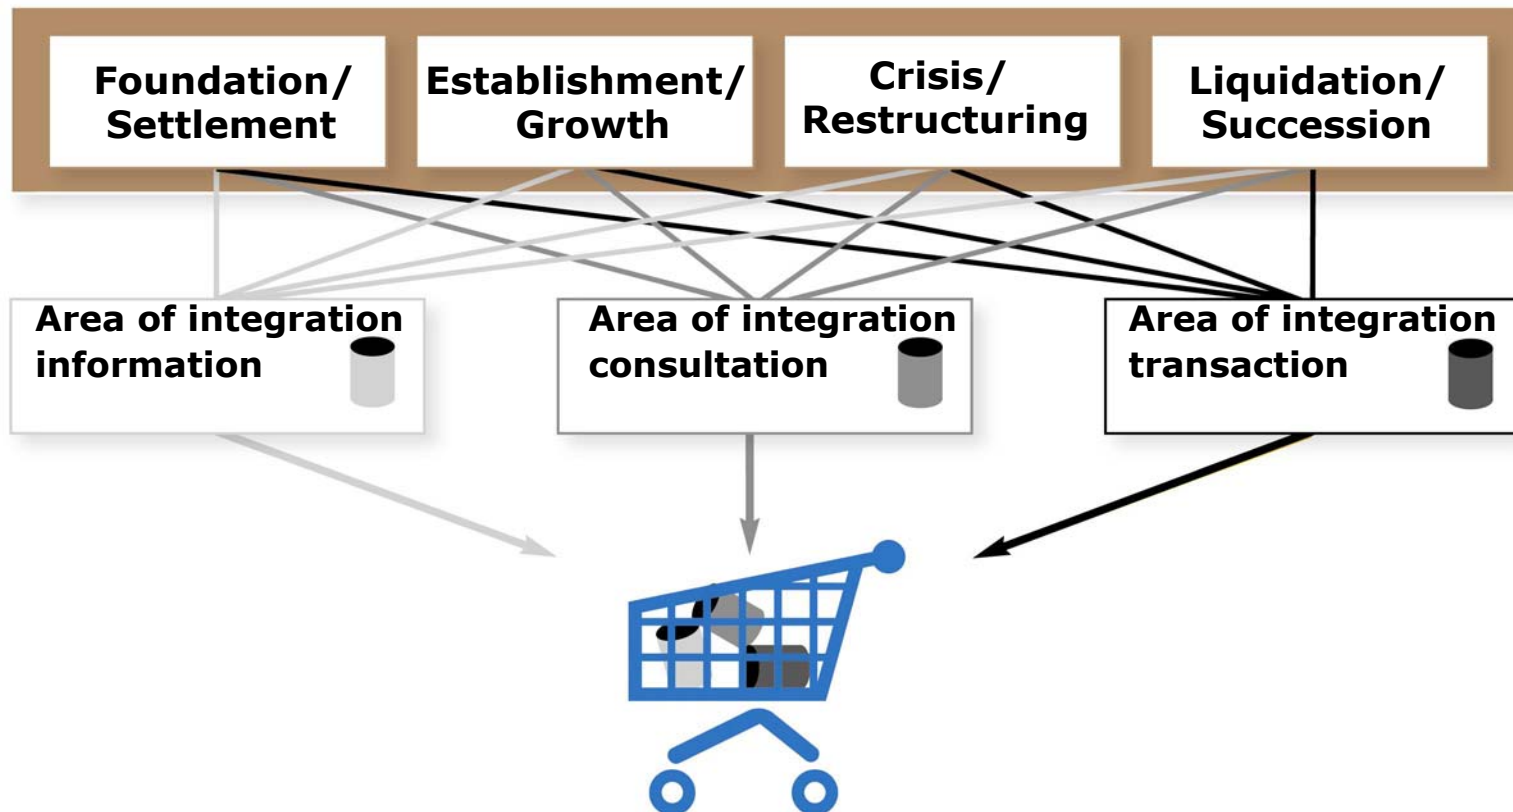 Foundation/
Settlement
Establishment/
Growth
Crisis/
Restructuring
Liquidation/
Succession
Area of integration
information
Area of integration
consultation
Area of integration
transaction